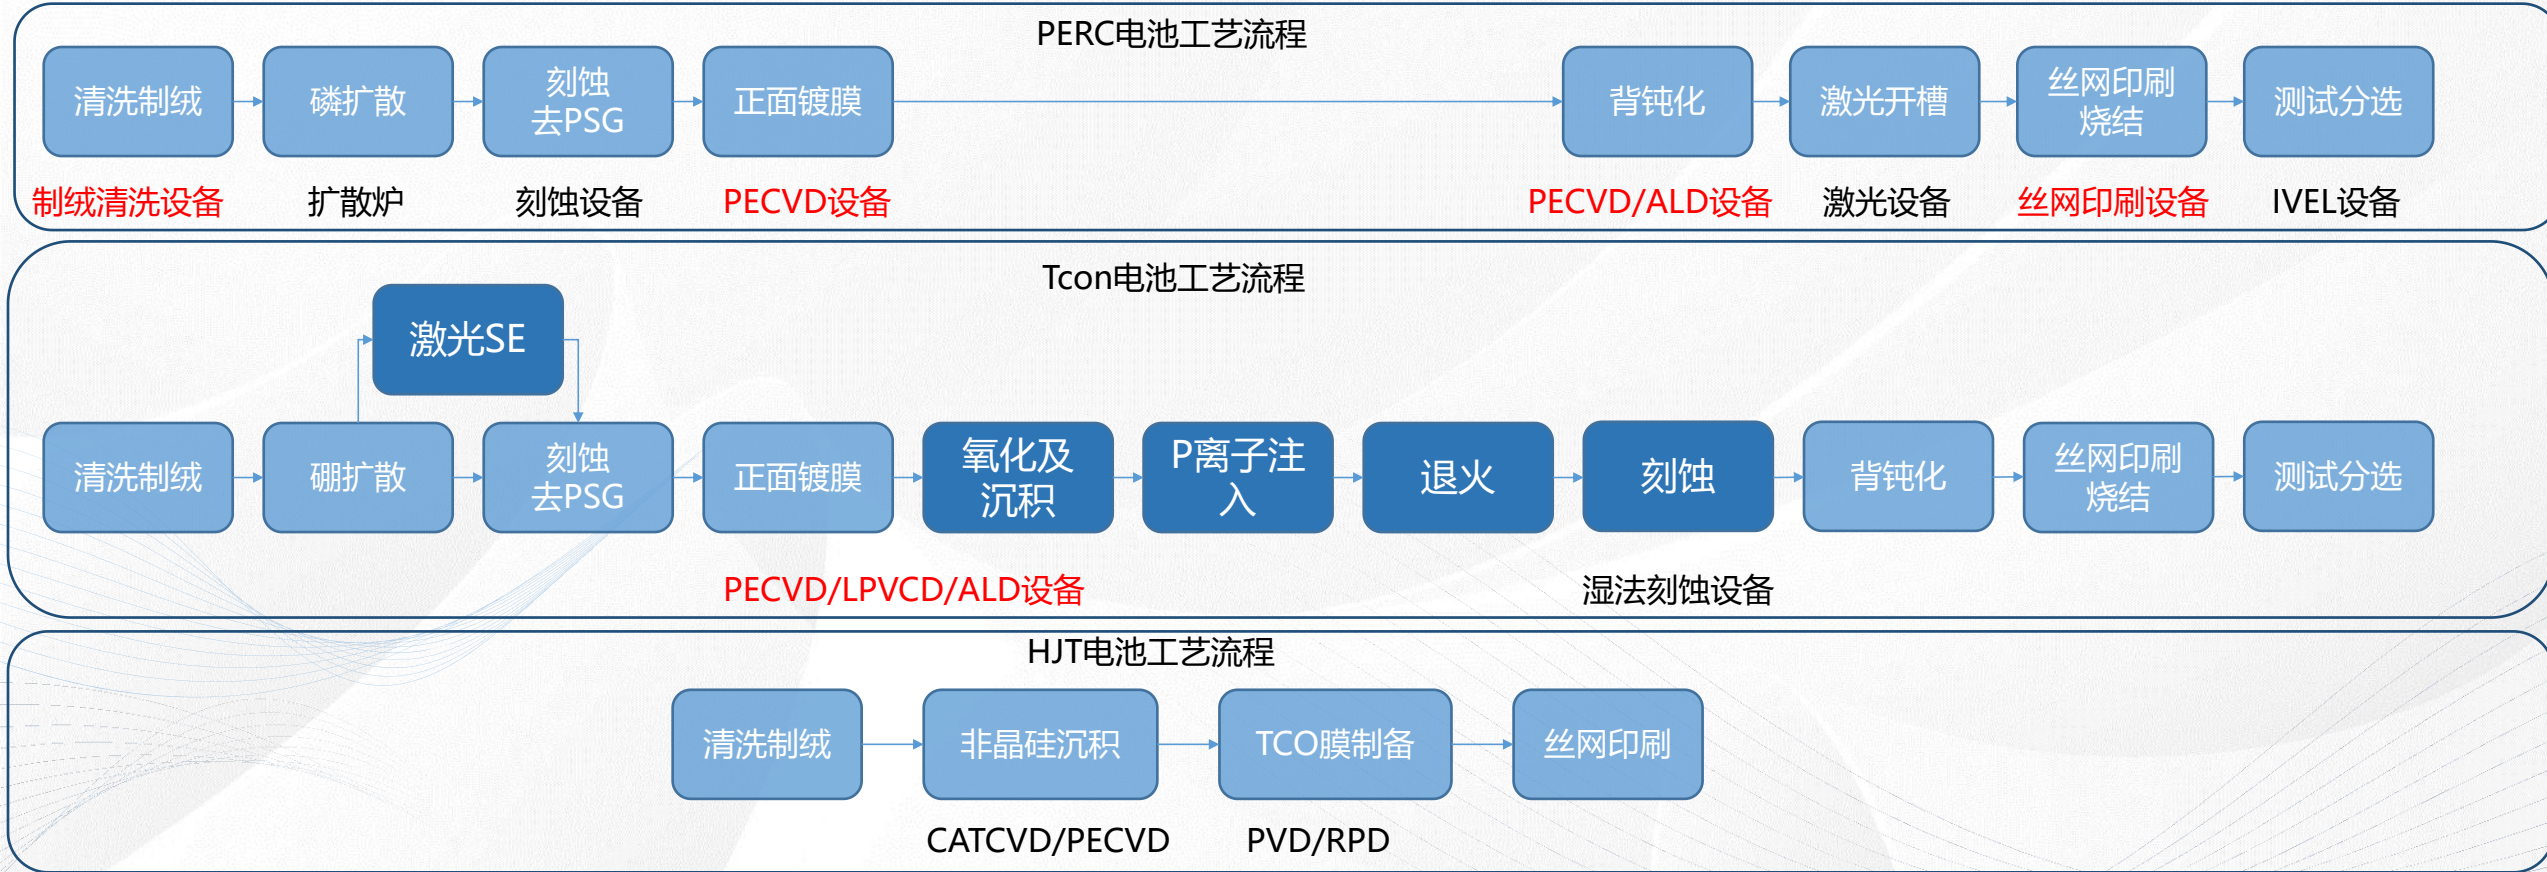 PERC电池工艺流程
清洗制绒
磷扩散
刻蚀
去PSG
正面镀膜
背钝化
激光开槽
丝网印刷
烧结
测试分选
制绒清洗设备
扩散炉
刻蚀设备
PECVD设备
PECVD/ALD设备
激光设备
丝网印刷设备
IVEL设备
Tcon电池工艺流程
激光SE
清洗制绒
硼扩散
刻蚀
去PSG
正面镀膜
氧化及
沉积
P离子注
入
退火
刻蚀
背钝化
丝网印刷
烧结
测试分选
PECVD/LPVCD/ALD设备
湿法刻蚀设备
HJT电池工艺流程
清洗制绒
非晶硅沉积
TCO膜制备
丝网印刷
CATCVD/PECVD
PVD/RPD